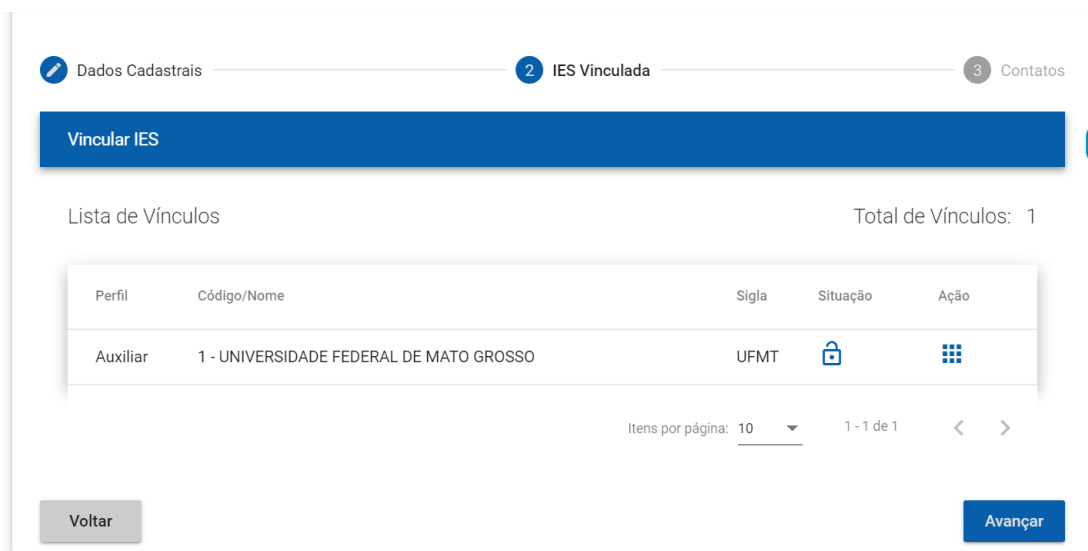 Dados Cadastrais
2 IES Vinculada
3 Contatos
Vincular IES
Lista de Vínculos Total de Vínculos: 1
Perfil Código/Nome Sigla Situação Ação
Auxiliar 1 - UNIVERSIDADE FEDERAL DE MATO GROSSO UFMT
Itens por página: 10 1 - 1 de 1
Voltar Avançar